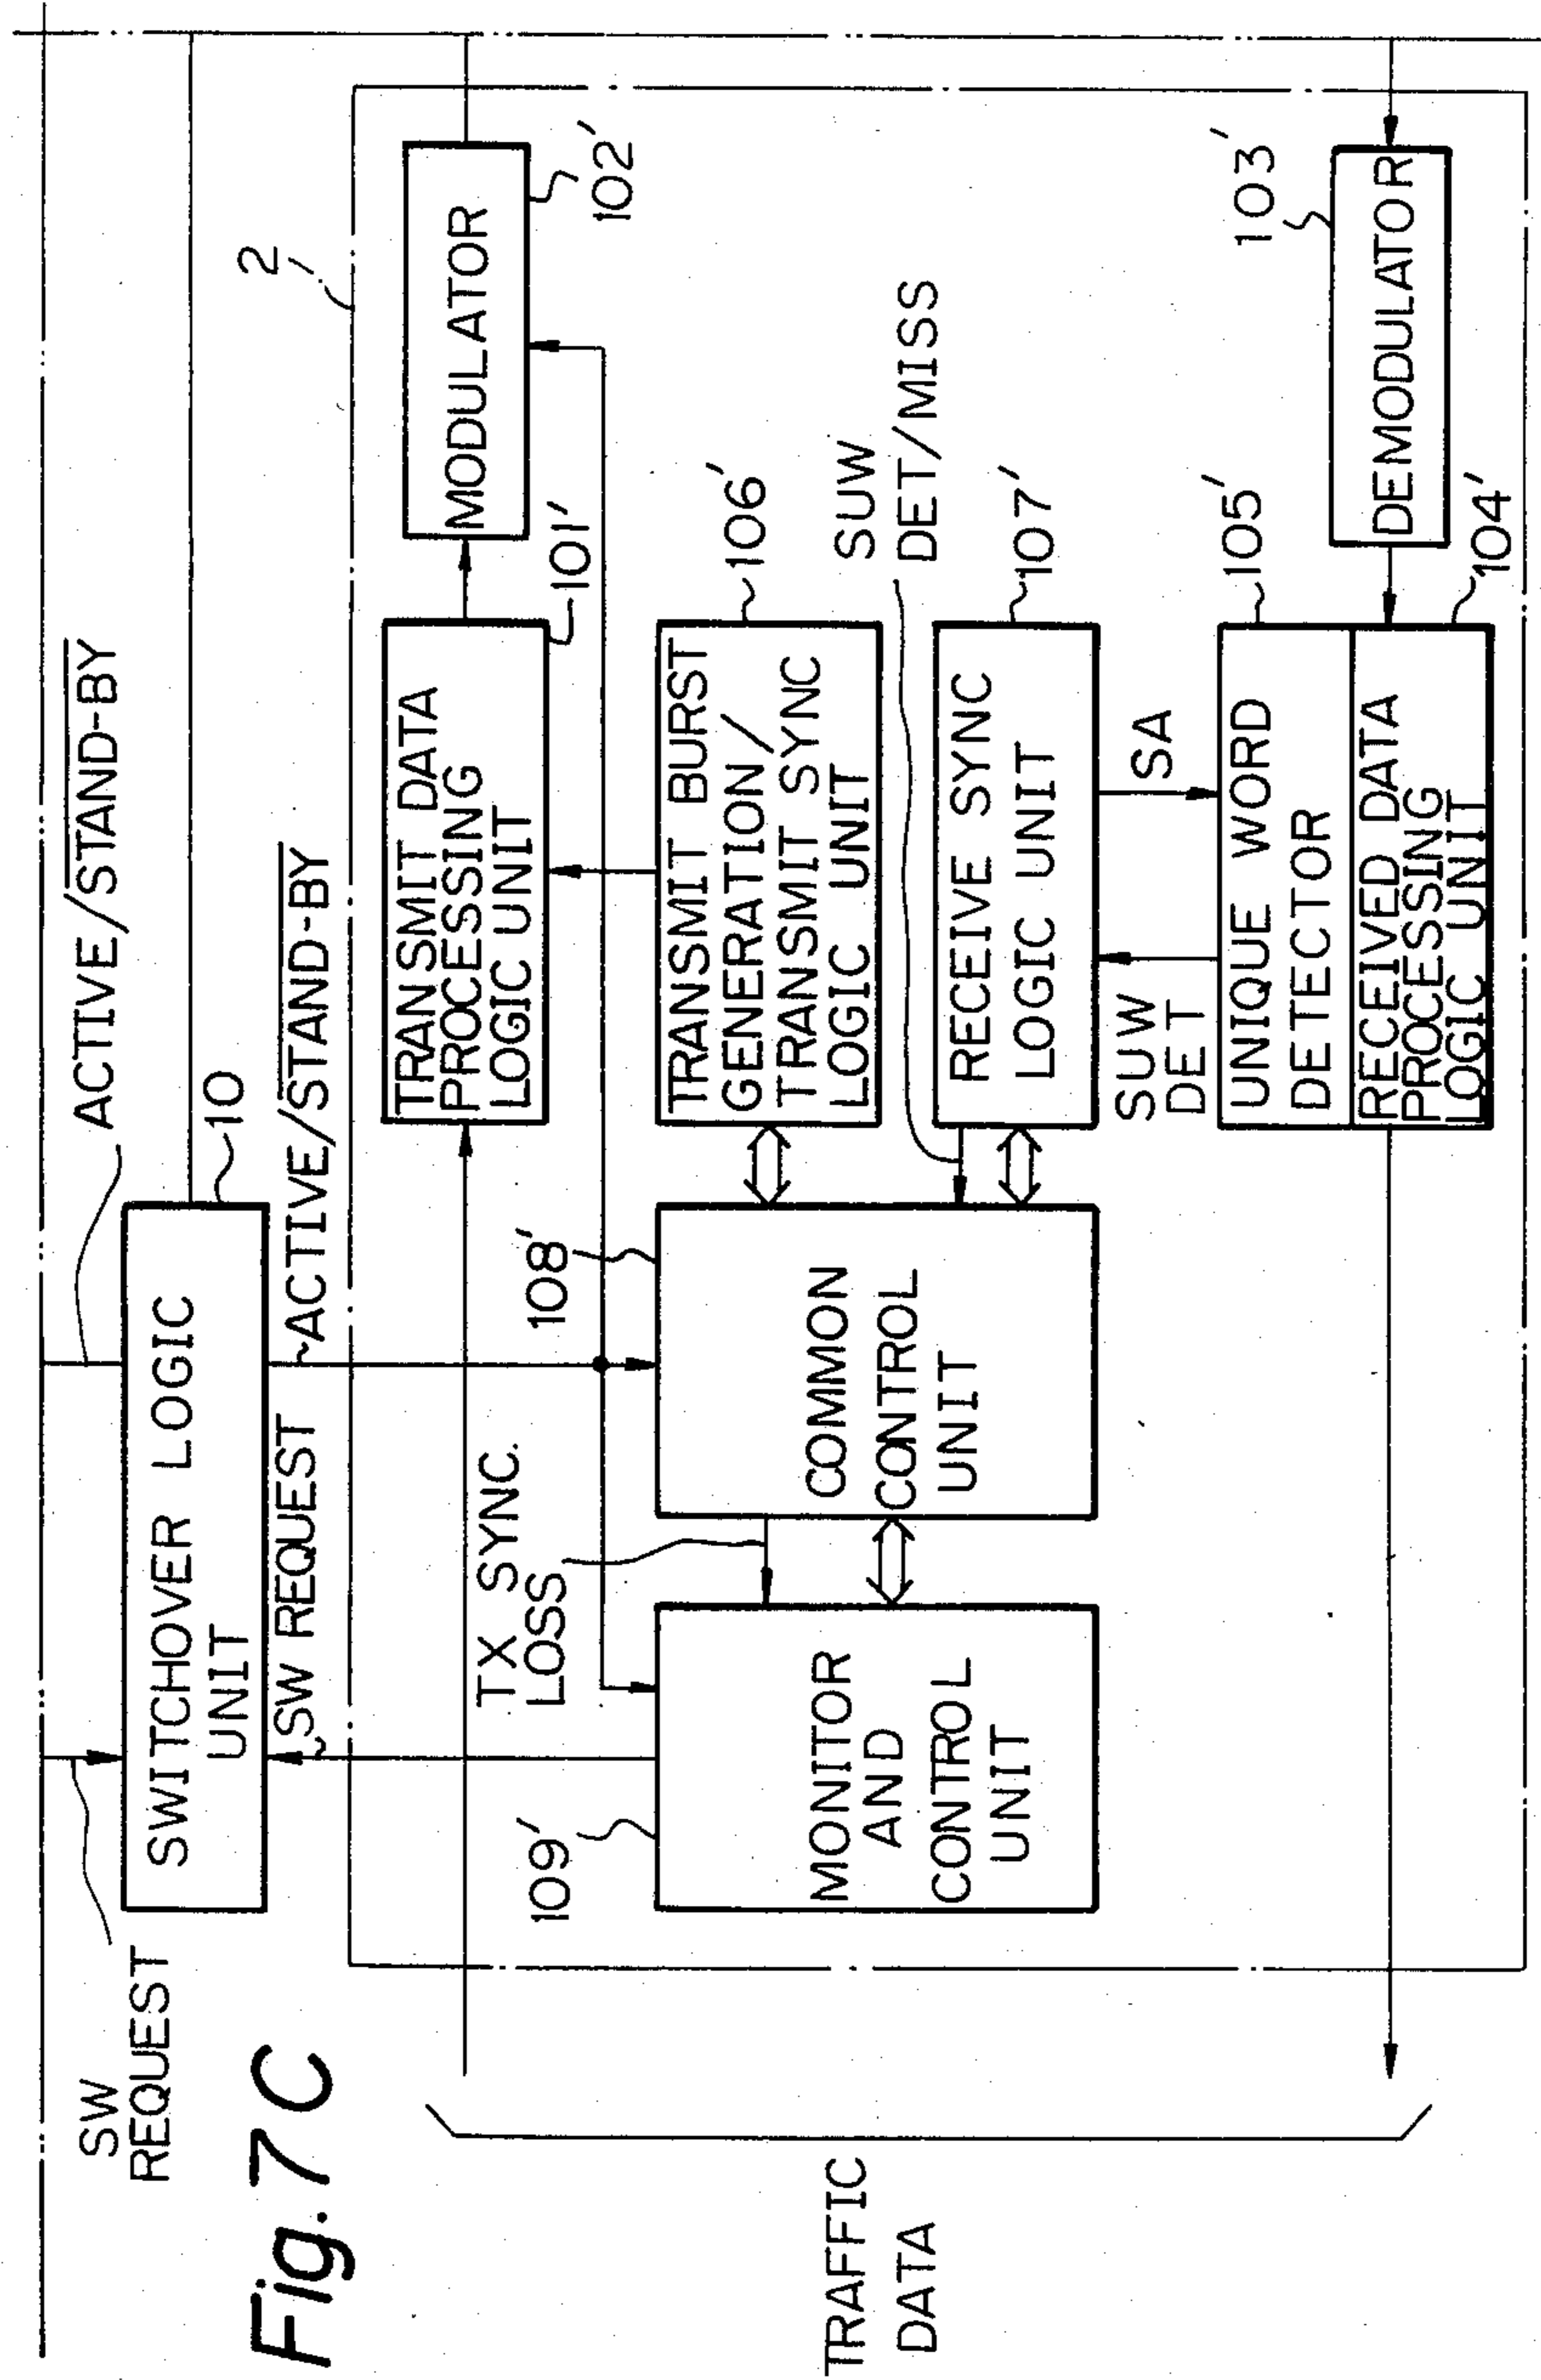 Fig. 7C
SW
REQUEST
ACTIVE/STAND-BY
SWITCHOVER LOGIC
UNIT
10
SW REQUEST
ACTIVE/STAND-BY
2
TRAFFIC
DATA
TRANSMIT DATA
PROCESSING
LOGIC UNIT
101'
MODULATOR
102'
TX SYNC.
LOSS
109'
MONITOR
AND
CONTROL
UNIT
108'
COMMON
CONTROL
UNIT
TRANSMIT BURST
GENERATION/
TRANSMIT SYNC
LOGIC UNIT
106'
SUW
DET/MISS
RECEIVE SYNC
LOGIC UNIT
107'
SUW
DET
SA
UNIQUE WORD
DETECTOR
105'
RECEIVED DATA
PROCESSING
LOGIC UNIT
104'
103'
DEMODULATOR